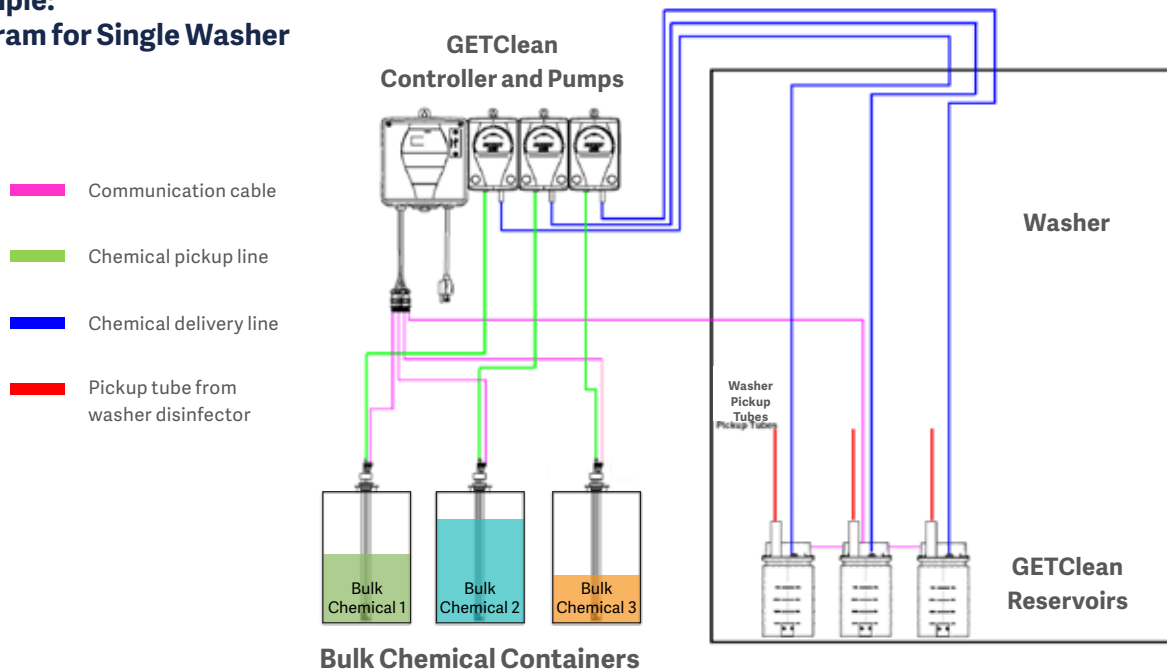 ple:
ram for Single Washer
GETClean
Controller and Pumps
Communication cable
Chemical pickup line
Chemical delivery line
Pickup tube from
washer disinfector
Washer
Washer
Pickup
Tubes
Pickup Tubes
GETClean
Reservoirs
Bulk
Chemical 1
Bulk
Chemical 2
Bulk
Chemical 3
Bulk Chemical Containers